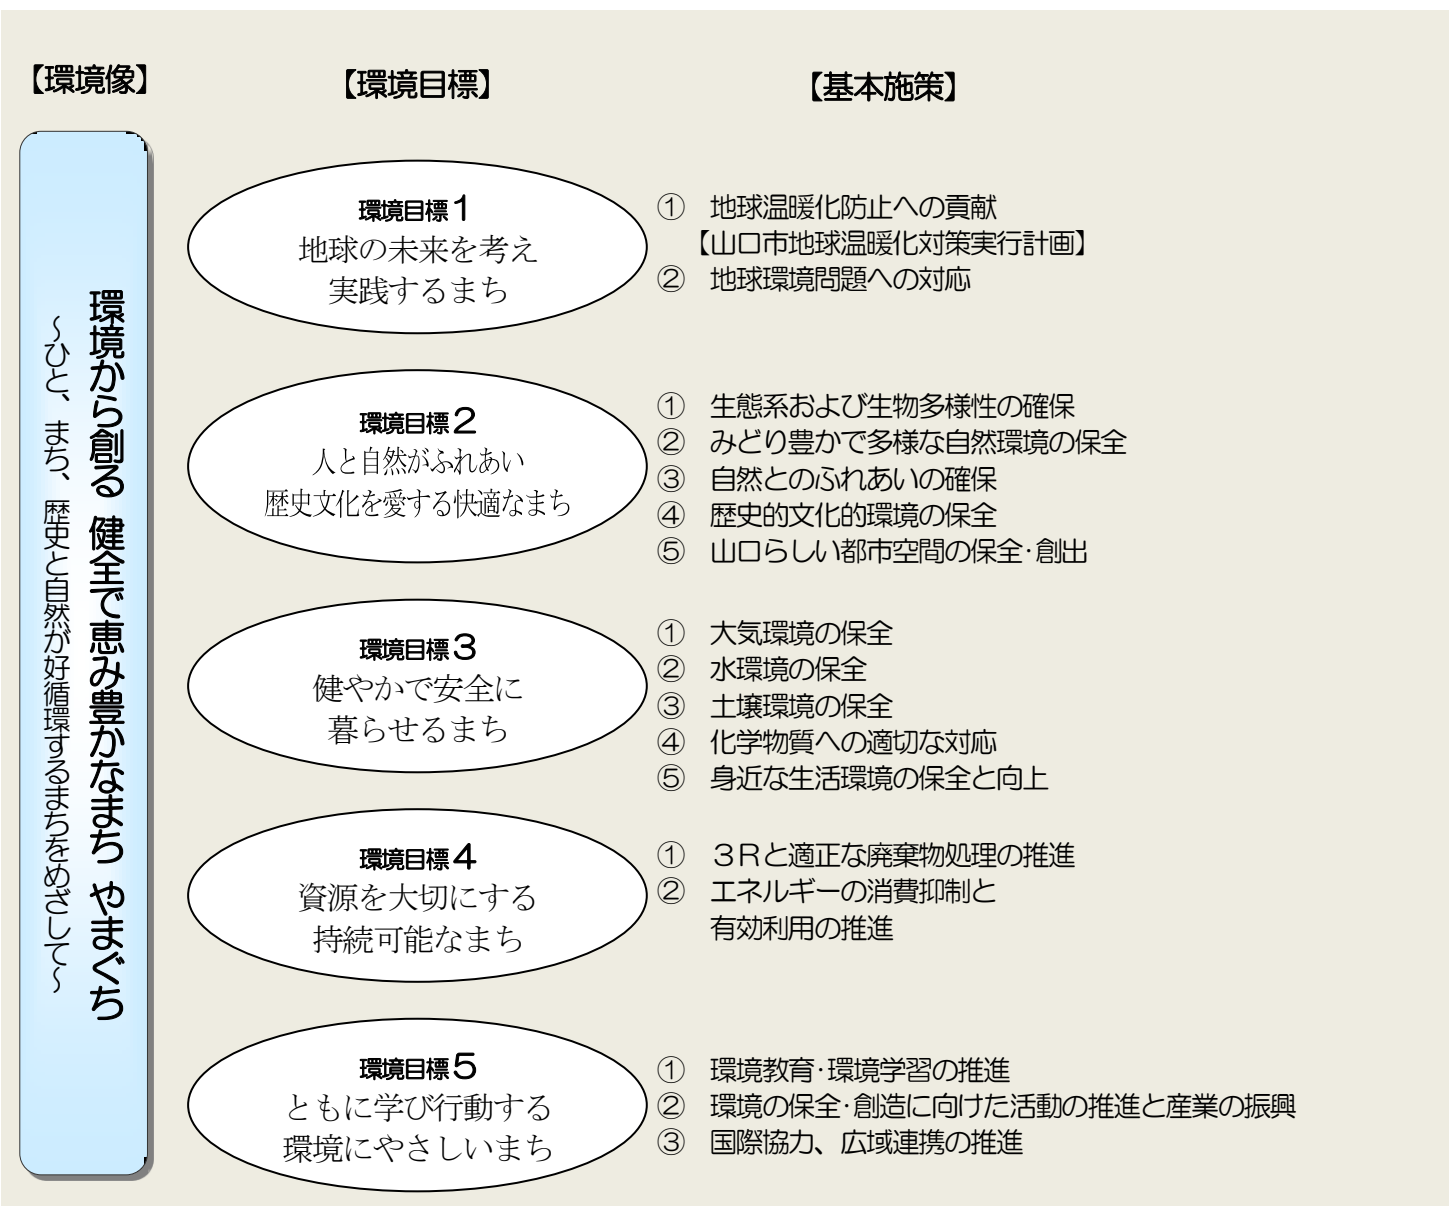 【環境像】
【環境目標】
【基本施策】
環境から創る 健全で恵み豊かなまち やまぐち
～ひと、まち、歴史と自然が好循環するまちをめざして～
環境目標1
地球の未来を考え
実践するまち
① 地球温暖化防止への貢献
【山口市地球温暖化対策実行計画】
② 地球環境問題への対応
環境目標2
人と自然がふれあい
歴史文化を愛する快適なまち
① 生態系および生物多様性の確保
② みどり豊かで多様な自然環境の保全
③ 自然とのふれあいの確保
④ 歴史的文化的環境の保全
⑤ 山口らしい都市空間の保全・創出
環境目標3
健やかで安全に
暮らせるまち
① 大気環境の保全
② 水環境の保全
③ 土壌環境の保全
④ 化学物質への適切な対応
⑤ 身近な生活環境の保全と向上
環境目標4
資源を大切にする
持続可能なまち
① ３Ｒと適正な廃棄物処理の推進
② エネルギーの消費抑制と
有効利用の推進
環境目標5
ともに学び行動する
環境にやさしいまち
① 環境教育・環境学習の推進
② 環境の保全・創造に向けた活動の推進と産業の振興
③ 国際協力、広域連携の推進